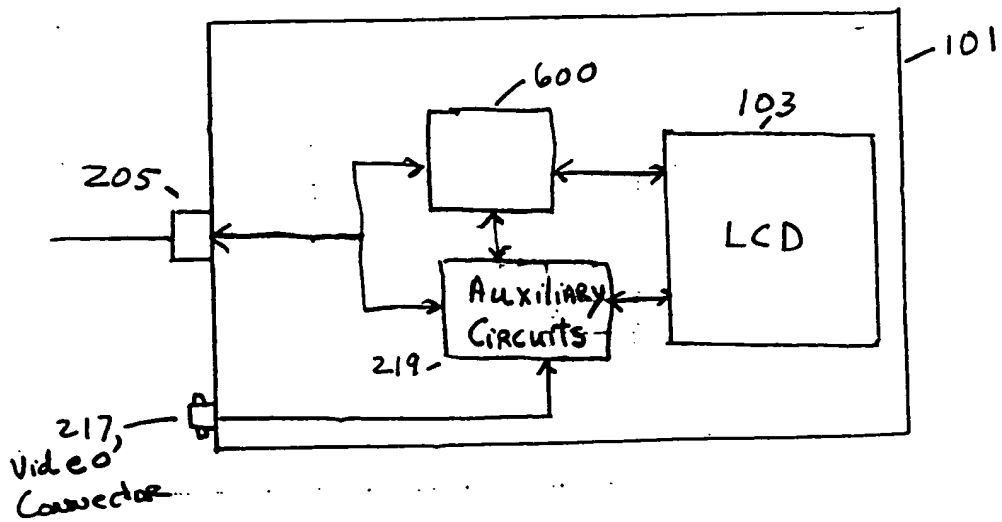 101
600
103
205
LCD
Auxiliary
Circuits
219
217,
Video
Connector